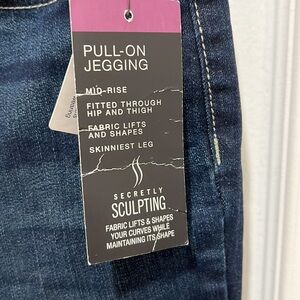 PULL-ON
JEGGING
MID-RISE
FITTED THROUGH
HIP AND THIGH
FABRIC LIFTS
AND SHAPES
SKINNIEST LEG
SECRETLY
SCULPTING
FABRIC LIFTS & SHAPES
YOUR CURVES WHILE
MAINTAINING ITS SHAPE